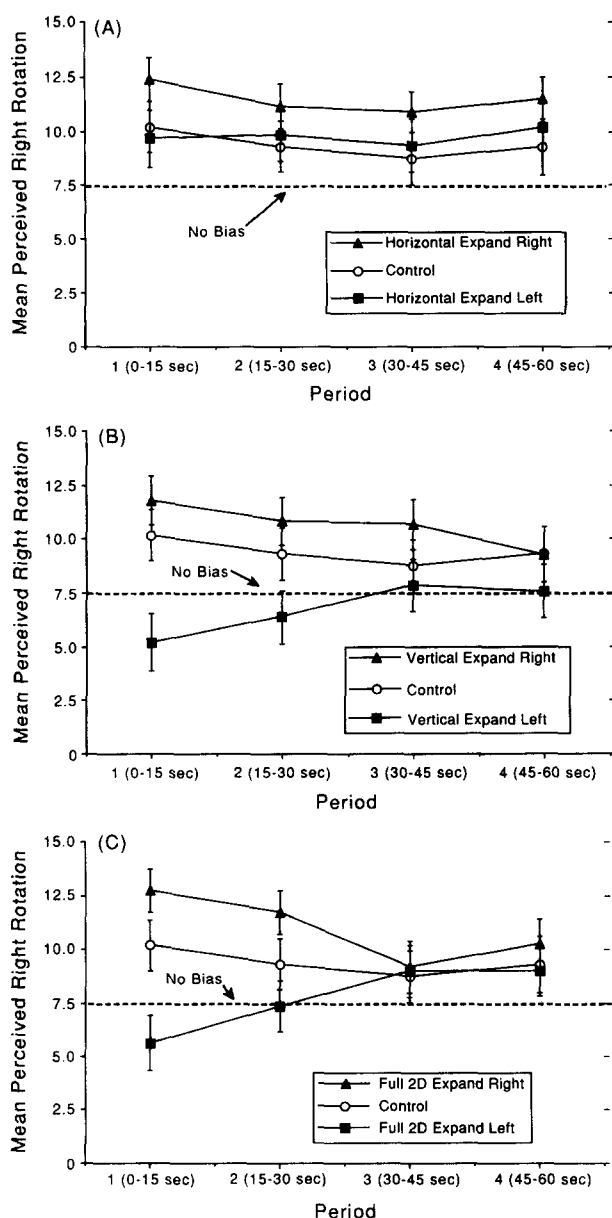 (A)
Mean Perceived Right Rotation
15.0
12.5
10.0
7.5
5.0
2.5
0
No Bias
Horizontal Expand Right
Control
Horizontal Expand Left
1 (0-15 sec) 2 (15-30 sec) 3 (30-45 sec) 4 (45-60 sec)
Period
(B)
Mean Perceived Right Rotation
15.0
12.5
10.0
7.5
5.0
2.5
0
No Bias
Vertical Expand Right
Control
Vertical Expand Left
1 (0-15 sec) 2 (15-30 sec) 3 (30-45 sec) 4 (45-60 sec)
Period
(C)
Mean Perceived Right Rotation
15.0
12.5
10.0
7.5
5.0
2.5
0
No Bias
Full 2D Expand Right
Control
Full 2D Expand Left
1 (0-15 sec) 2 (15-30 sec) 3 (30-45 sec) 4 (45-60 sec)
Period